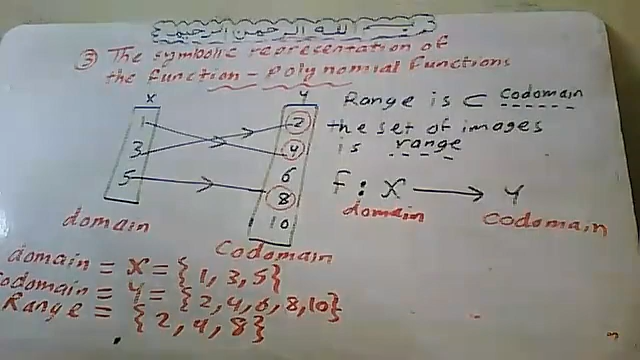 بسم الله الرحمن الرحيم
③ The symbolic representation of
the function - Polynomial Functions
X
Y
1
3
5
2
4
6
8
10
domain
Codomain
Range is ⊂ Codomain
the set of images
is range
F : X → Y
domain
Codomain
domain = X = {1, 3, 5}
Codomain = Y = {2, 4, 6, 8, 10}
Range = {2, 4, 8}